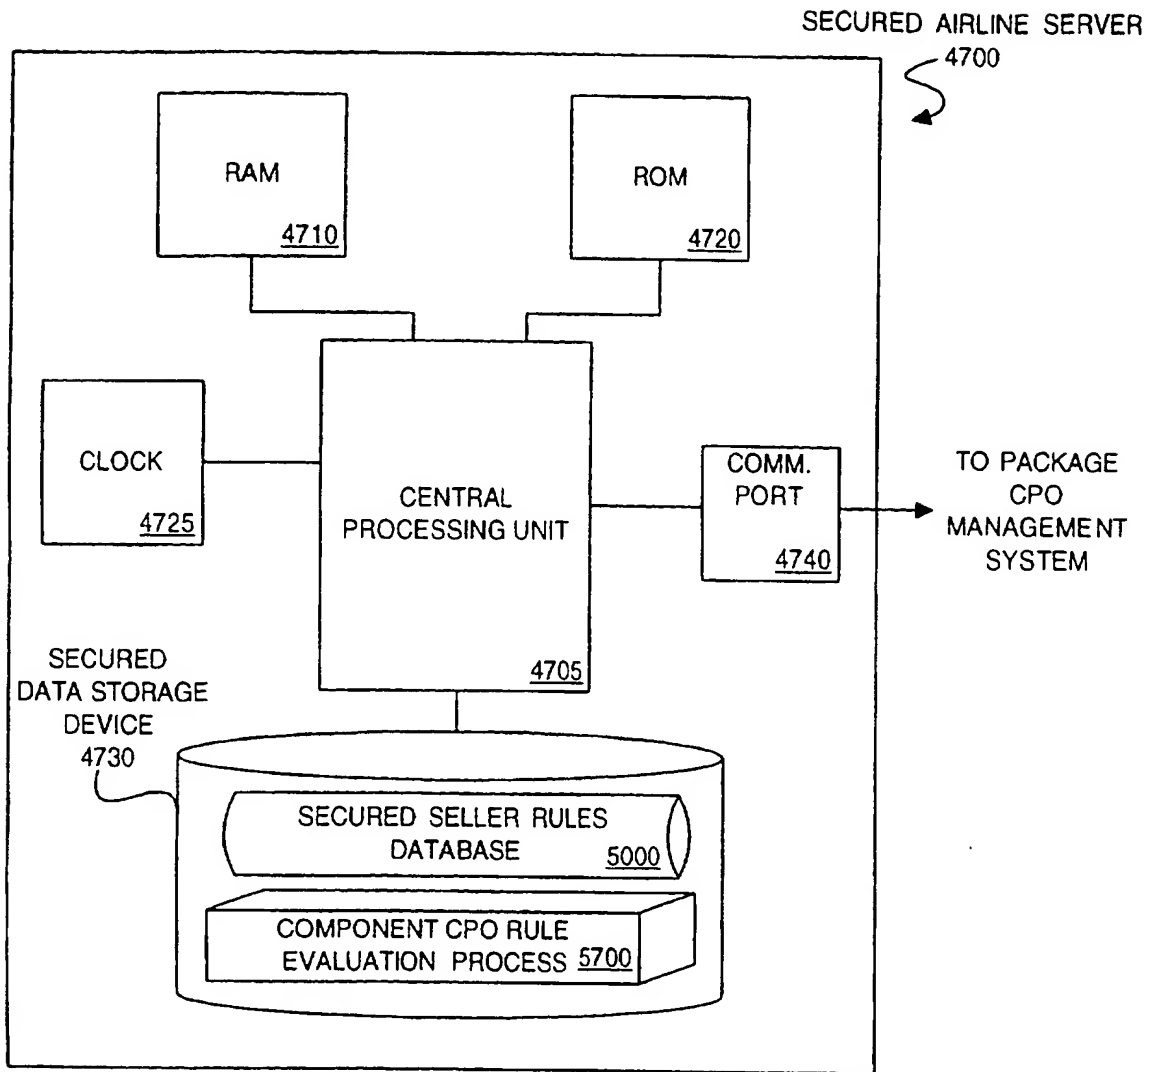 SECURED AIRLINE SERVER
4700
RAM
4710
ROM
4720
CLOCK
4725
CENTRAL
PROCESSING UNIT
4705
COMM.
PORT
4740
TO PACKAGE
CPO
MANAGEMENT
SYSTEM
SECURED
DATA STORAGE
DEVICE
4730
SECURED SELLER RULES
DATABASE 5000
COMPONENT CPO RULE
EVALUATION PROCESS 5700